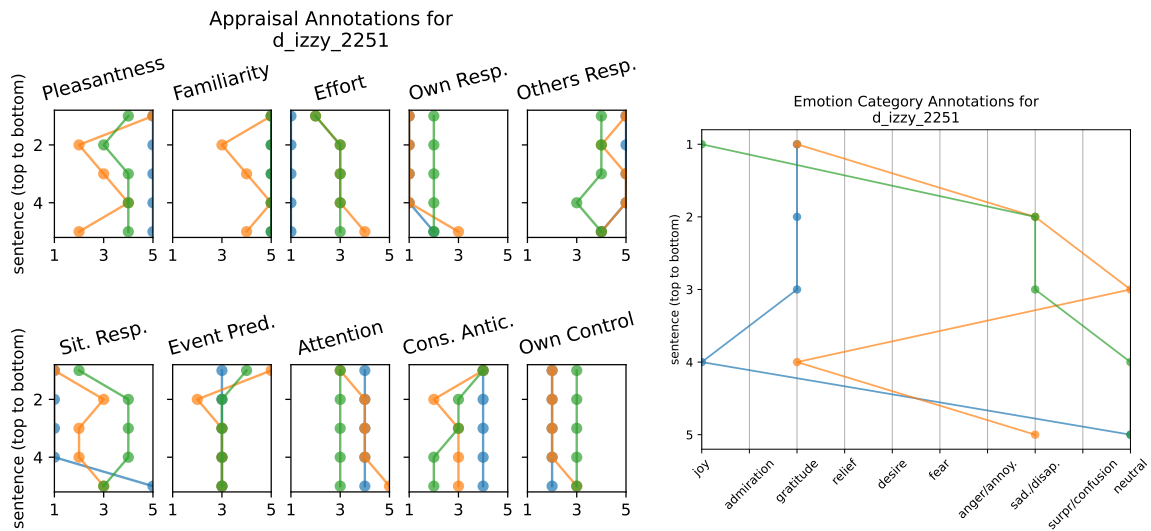 Appraisal Annotations for
d_izzy_2251
Pleasantness Familiarity Effort Own Resp. Others Resp.
sentence (top to bottom)
2
4
1 3 5 1 3 5 1 3 5 1 3 5 1 3 5
Sit. Resp. Event Pred. Attention Cons. Antic. Own Control
sentence (top to bottom)
2
4
1 3 5 1 3 5 1 3 5 1 3 5 1 3 5
Emotion Category Annotations for
d_izzy_2251
sentence (top to bottom)
1
2
3
4
5
joy admiration gratitude relief desire fear anger/annoy. sad./disap. surpr/confusion neutral